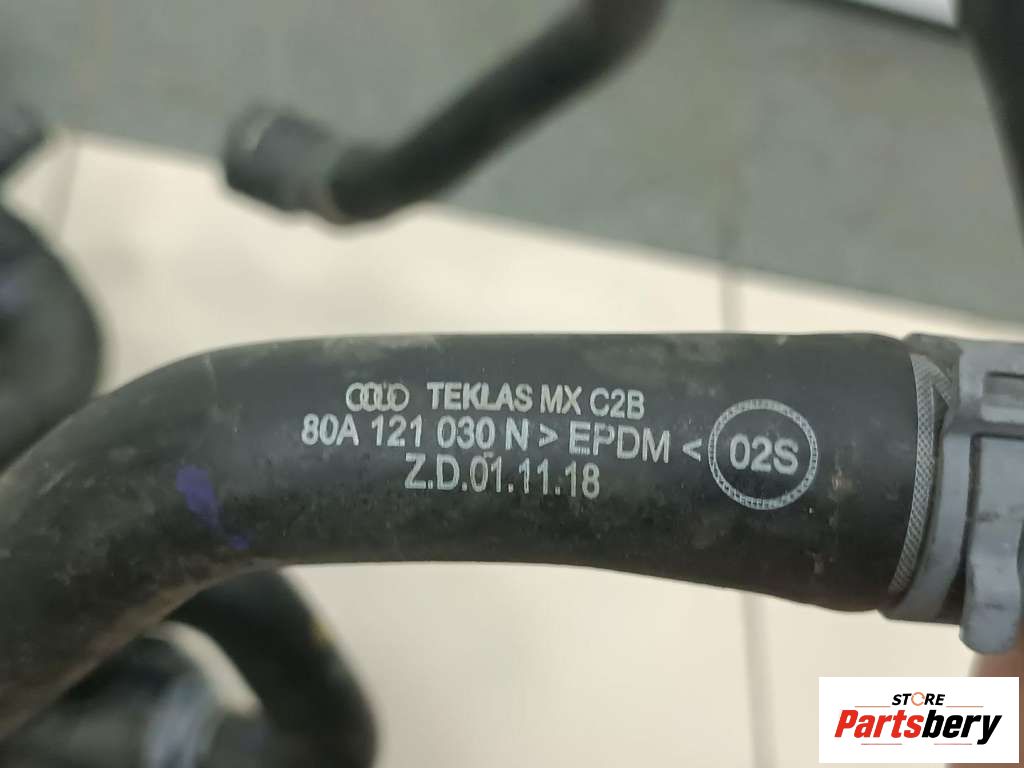 TEKLAS MX C2B
80A 121 030 N > EPDM < 02S
Z.D.01.11.18
STORE
Partsbery